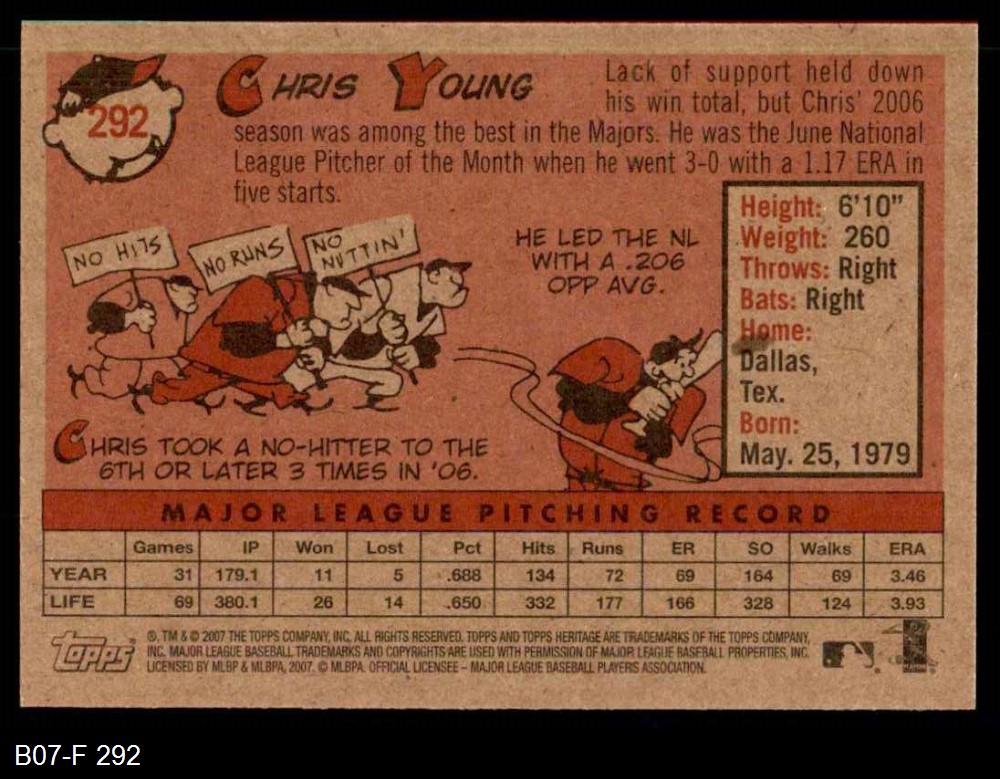 292
CHRIS YOUNG
Lack of support held down
his win total, but Chris' 2006
season was among the best in the Majors. He was the June National
League Pitcher of the Month when he went 3-0 with a 1.17 ERA in
five starts.
NO HITS
NO RUNS
NO
NUTTIN'
HE LED THE NL
WITH A .206
OPP AVG.
Height: 6'10"
Weight: 260
Throws: Right
Bats: Right
Home:
Dallas,
Tex.
Born:
May. 25, 1979
CHRIS TOOK A NO-HITTER TO THE
6TH OR LATER 3 TIMES IN '06.
MAJOR LEAGUE PITCHING RECORD
Games IP Won Lost Pct Hits Runs ER SO Walks ERA
YEAR 31 179.1 11 5 .688 134 72 69 164 69 3.46
LIFE 69 380.1 26 14 .650 332 177 166 328 124 3.93
Topps
®, TM & © 2007 THE TOPPS COMPANY, INC. ALL RIGHTS RESERVED. TOPPS AND TOPPS HERITAGE ARE TRADEMARKS OF THE TOPPS COMPANY,
INC. MAJOR LEAGUE BASEBALL TRADEMARKS AND COPYRIGHTS ARE USED WITH PERMISSION OF MAJOR LEAGUE BASEBALL PROPERTIES, INC.
LICENSED BY MLBP & MLBPA, 2007. © MLBPA. OFFICIAL LICENSEE – MAJOR LEAGUE BASEBALL PLAYERS ASSOCIATION.
B07-F 292